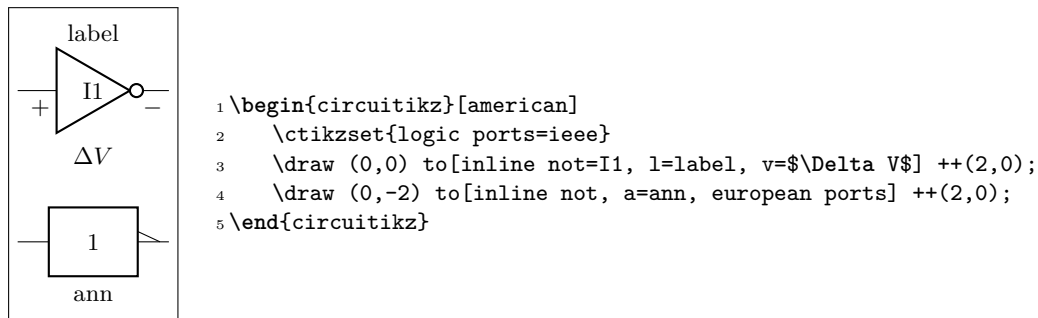 label
I1
+ −
ΔV
1
ann
1 \begin{circuitikz}[american]
2 \ctikzset{logic ports=ieee}
3 \draw (0,0) to[inline not=I1, l=label, v=$\Delta V$] ++(2,0);
4 \draw (0,-2) to[inline not, a=ann, european ports] ++(2,0);
5 \end{circuitikz}